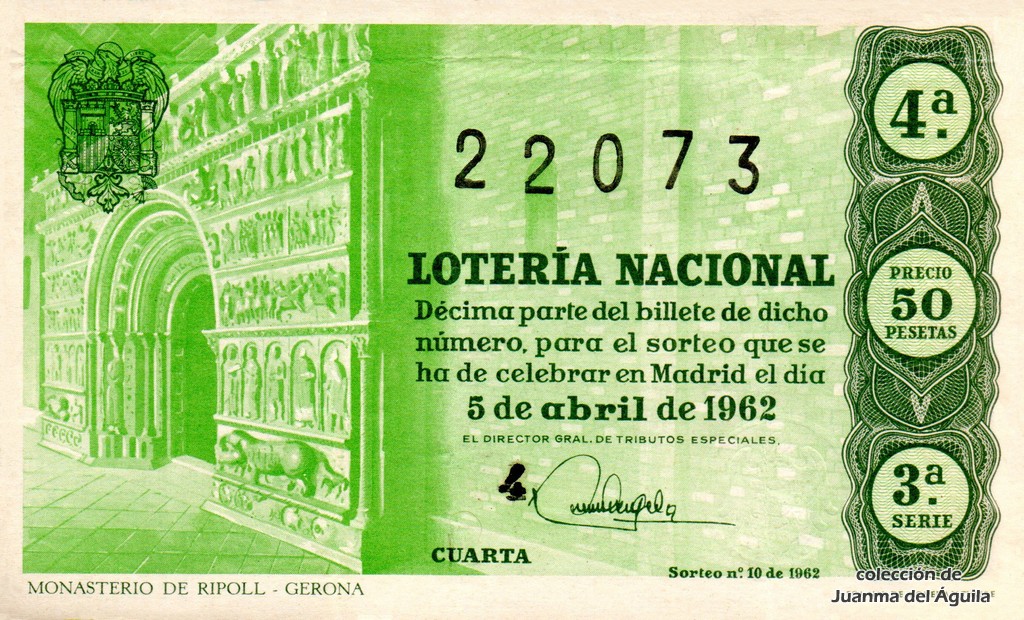 22073
4ª.
LOTERÍA NACIONAL
Décima parte del billete de dicho
número, para el sorteo que se
ha de celebrar en Madrid el día
5 de abril de 1962
EL DIRECTOR GRAL. DE TRIBUTOS ESPECIALES,
4
CUARTA
Sorteo nº. 10 de 1962
PRECIO
50
PESETAS
3ª.
SERIE
MONASTERIO DE RIPOLL - GERONA
colección de
Juanma del Águila